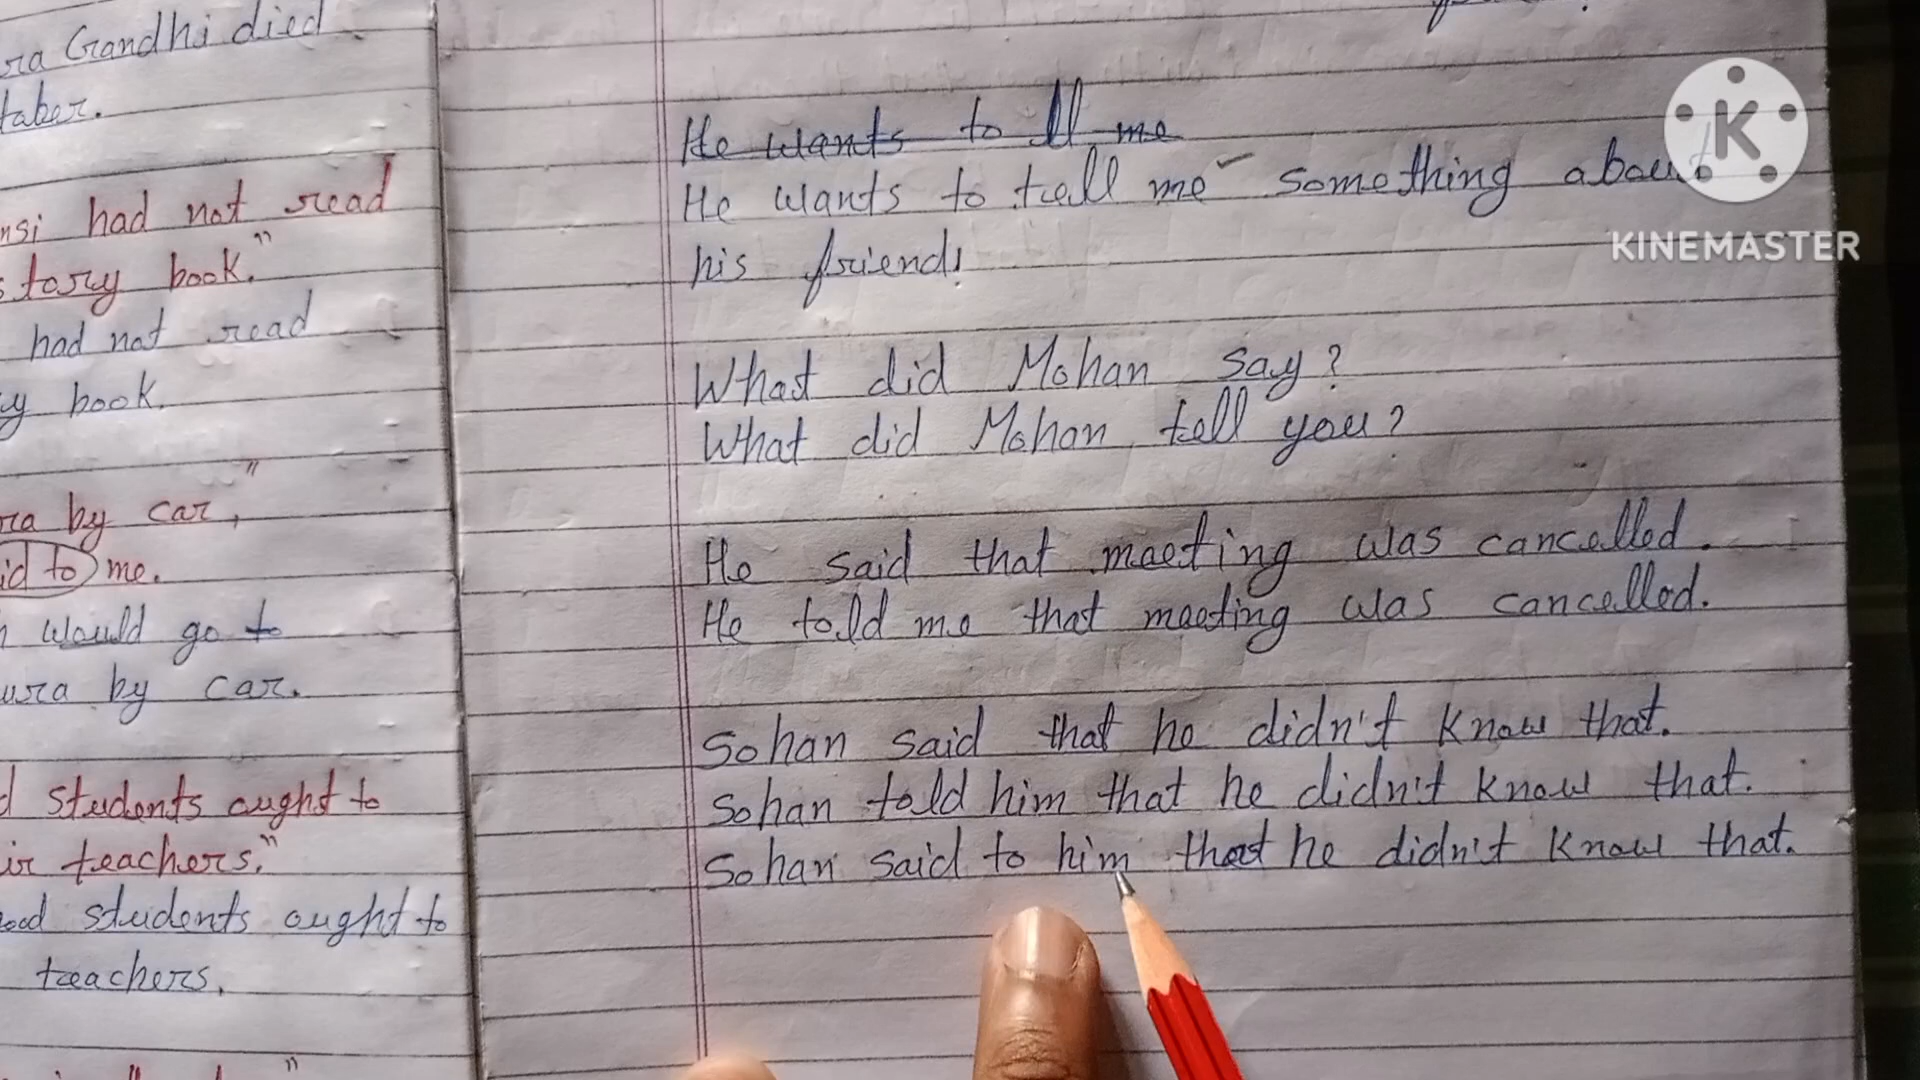 Gandhi died
nsi had not read
story book."
had not read
book.
by car,"
to me.
would go to
by car.
students ought to
teachers."
students ought to
teachers.
He wants to me
He wants to tell me something about
his friend.
What did Mohan say?
What did Mohan tell you?
He said that meeting was cancelled.
He told me that meeting was cancelled.
Sohan said that he didn't know that.
Sohan told him that he didn't know that.
Sohan said to him that he didn't know that.
K
KINEMASTER